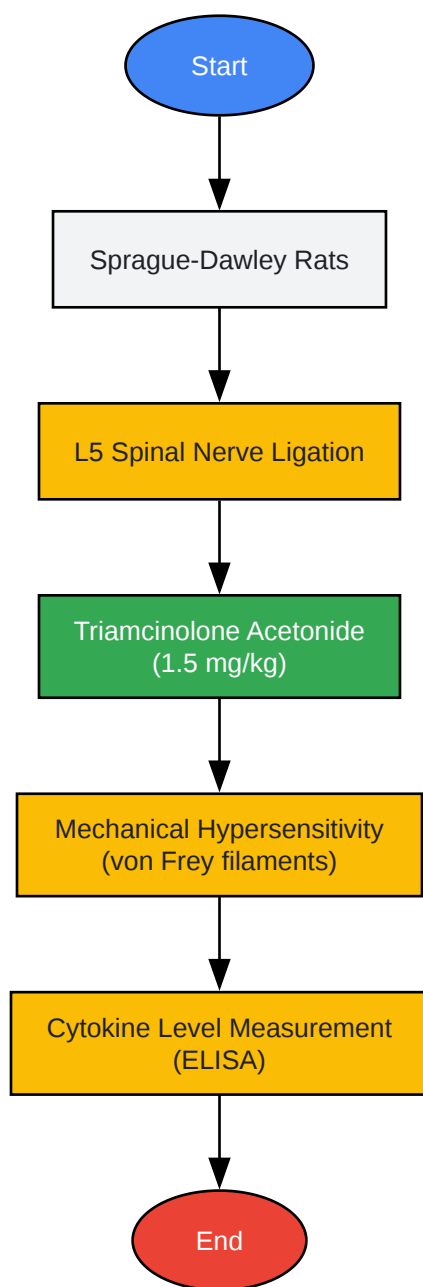 Start
Sprague-Dawley Rats
L5 Spinal Nerve Ligation
Triamcinolone Acetonide
(1.5 mg/kg)
Mechanical Hypersensitivity
(von Frey filaments)
Cytokine Level Measurement
(ELISA)
End